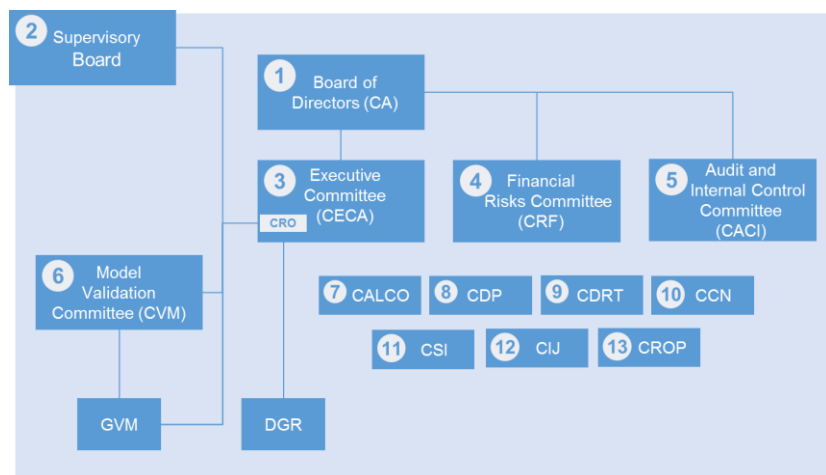 2 Supervisory
Board
1 Board of
Directors (CA)
3 Executive
Committee
(CECA)
CRO
4 Financial
Risks Committee
(CRF)
5 Audit and
Internal Control
Committee
(CACI)
6 Model
Validation
Committee (CVM)
7 CALCO
8 CDP
9 CDRT
10 CCN
11 CSI
12 CIJ
13 CROP
GVM
DGR